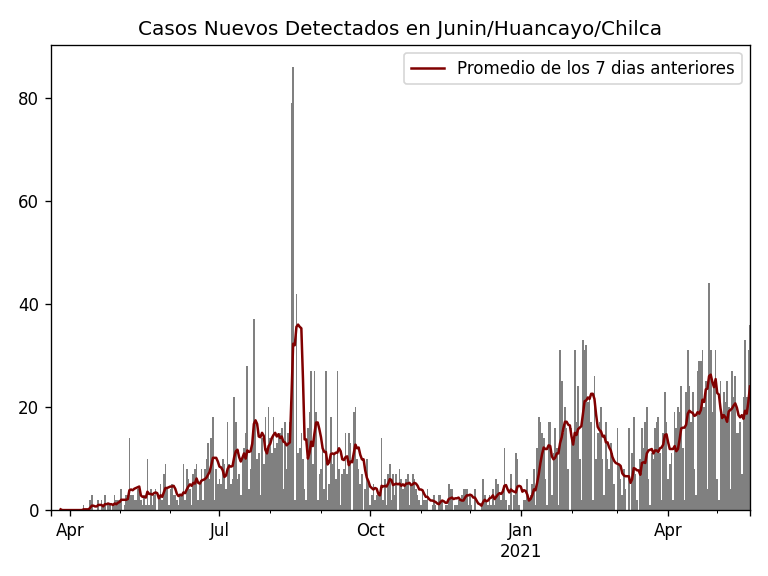 Casos Nuevos Detectados en Junin/Huancayo/Chilca
Promedio de los 7 dias anteriores
80
60
40
20
0
Apr
Jul
Oct
Jan
2021
Apr